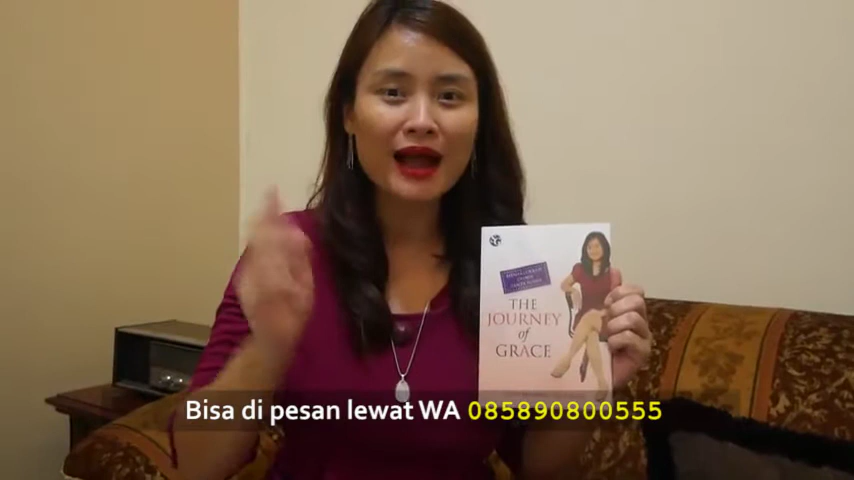 THE
JOURNEY
of
GRACE
Bisa di pesan lewat WA 085890800555